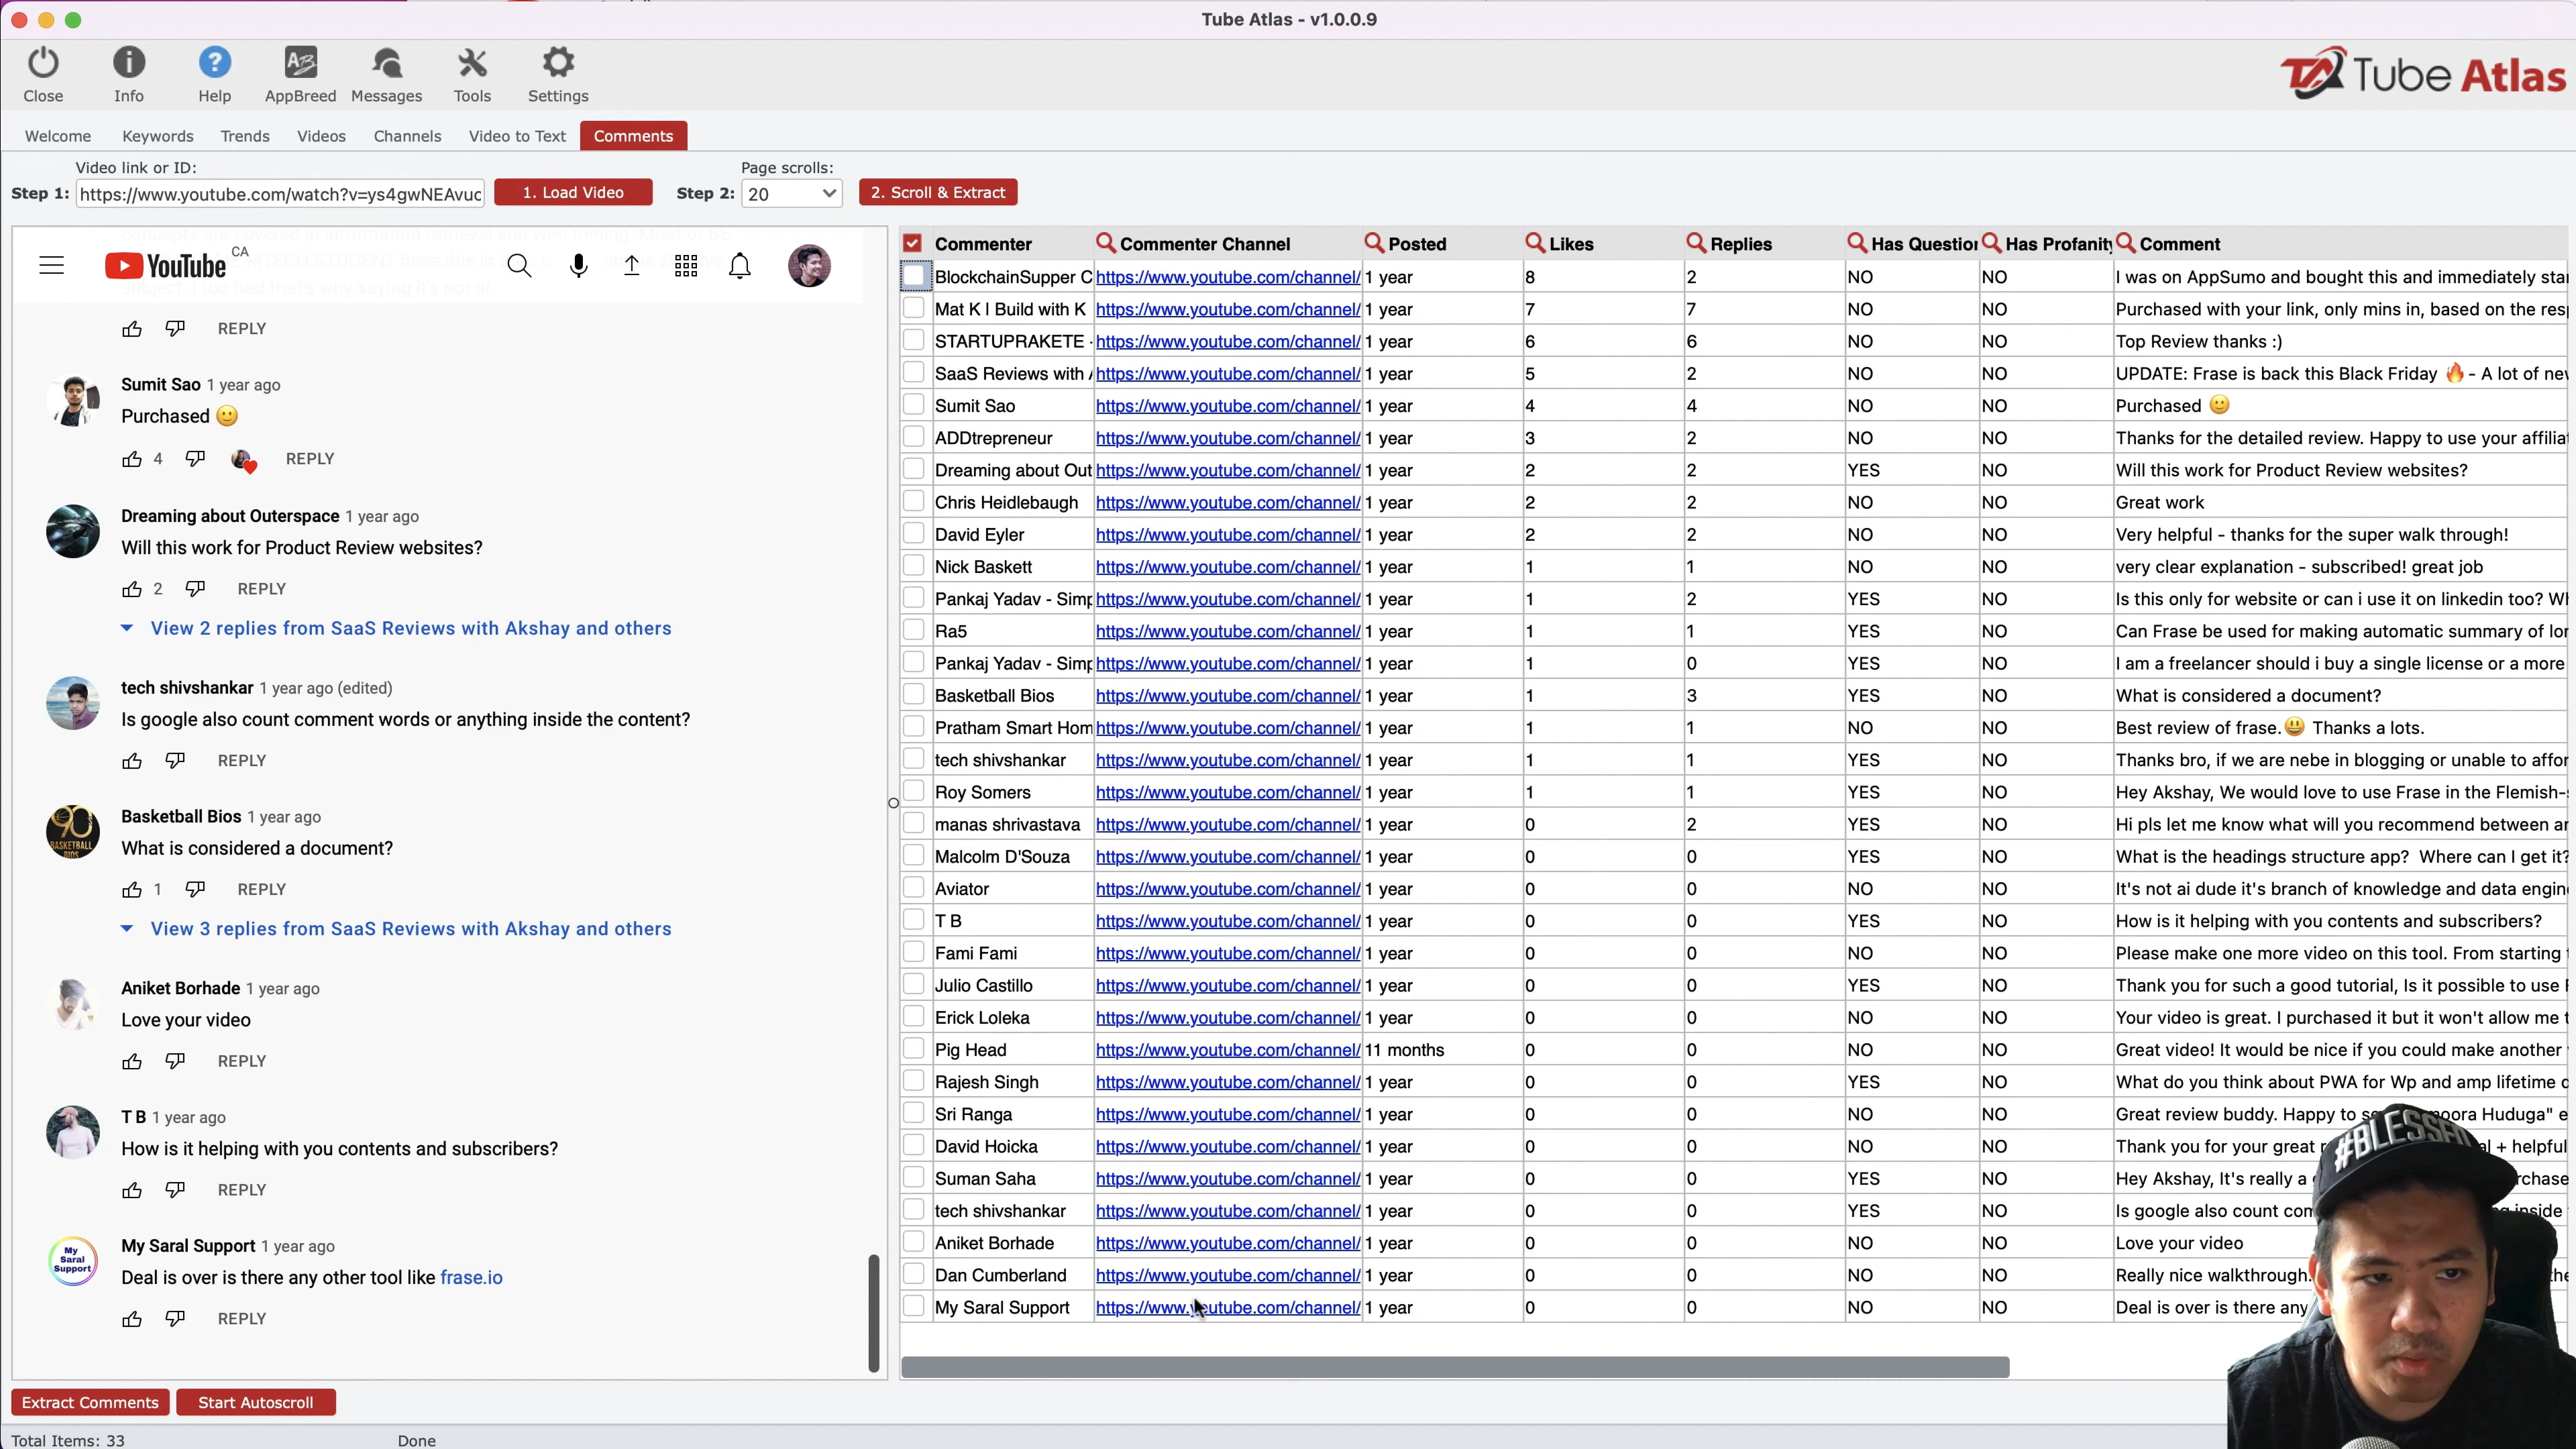 Tube Atlas - v1.0.0.9
Close Info Help AppBreed Messages Tools Settings
Tube Atlas
Welcome Keywords Trends Videos Channels Video to Text Comments
Video link or ID: Page scrolls:
Step 1: https://www.youtube.com/watch?v=ys4gwNEAvuc 1. Load Video Step 2: 20 2. Scroll & Extract
YouTube CA
REPLY
Sumit Sao 1 year ago
Purchased 🙂
4 REPLY
Dreaming about Outerspace 1 year ago
Will this work for Product Review websites?
2 REPLY
View 2 replies from SaaS Reviews with Akshay and others
tech shivshankar 1 year ago (edited)
Is google also count comment words or anything inside the content?
REPLY
Basketball Bios 1 year ago
What is considered a document?
1 REPLY
View 3 replies from SaaS Reviews with Akshay and others
Aniket Borhade 1 year ago
Love your video
REPLY
T B 1 year ago
How is it helping with you contents and subscribers?
REPLY
My Saral Support 1 year ago
Deal is over is there any other tool like frase.io
REPLY
Extract Comments Start Autoscroll
Total Items: 33 Done
Commenter Commenter Channel Posted Likes Replies Has Question Has Profanity Comment
BlockchainSupper C https://www.youtube.com/channel/ 1 year 8 2 NO NO I was on AppSumo and bought this and immediately star
Mat K | Build with K https://www.youtube.com/channel/ 1 year 7 7 NO NO Purchased with your link, only mins in, based on the resp
STARTUPRAKETE - https://www.youtube.com/channel/ 1 year 6 6 NO NO Top Review thanks :)
SaaS Reviews with A https://www.youtube.com/channel/ 1 year 5 2 NO NO UPDATE: Frase is back this Black Friday 🔥 - A lot of new
Sumit Sao https://www.youtube.com/channel/ 1 year 4 4 NO NO Purchased 🙂
ADDtrepreneur https://www.youtube.com/channel/ 1 year 3 2 NO NO Thanks for the detailed review. Happy to use your affilia
Dreaming about Out https://www.youtube.com/channel/ 1 year 2 2 YES NO Will this work for Product Review websites?
Chris Heidlebaugh https://www.youtube.com/channel/ 1 year 2 2 NO NO Great work
David Eyler https://www.youtube.com/channel/ 1 year 2 2 NO NO Very helpful - thanks for the super walk through!
Nick Baskett https://www.youtube.com/channel/ 1 year 1 1 NO NO very clear explanation - subscribed! great job
Pankaj Yadav - Simp https://www.youtube.com/channel/ 1 year 1 2 YES NO Is this only for website or can i use it on linkedin too? Wh
Ra5 https://www.youtube.com/channel/ 1 year 1 1 YES NO Can Frase be used for making automatic summary of lon
Pankaj Yadav - Simp https://www.youtube.com/channel/ 1 year 1 0 YES NO I am a freelancer should i buy a single license or a more
Basketball Bios https://www.youtube.com/channel/ 1 year 1 3 YES NO What is considered a document?
Pratham Smart Hom https://www.youtube.com/channel/ 1 year 1 1 NO NO Best review of frase.😃 Thanks a lots.
tech shivshankar https://www.youtube.com/channel/ 1 year 1 1 YES NO Thanks bro, if we are nebe in blogging or unable to affor
Roy Somers https://www.youtube.com/channel/ 1 year 1 1 YES NO Hey Akshay, We would love to use Frase in the Flemish-s
manas shrivastava https://www.youtube.com/channel/ 1 year 0 2 YES NO Hi pls let me know what will you recommend between ar
Malcolm D'Souza https://www.youtube.com/channel/ 1 year 0 0 YES NO What is the headings structure app? Where can I get it?
Aviator https://www.youtube.com/channel/ 1 year 0 0 NO NO It's not ai dude it's branch of knowledge and data engin
T B https://www.youtube.com/channel/ 1 year 0 0 YES NO How is it helping with you contents and subscribers?
Fami Fami https://www.youtube.com/channel/ 1 year 0 0 NO NO Please make one more video on this tool. From starting t
Julio Castillo https://www.youtube.com/channel/ 1 year 0 0 YES NO Thank you for such a good tutorial, Is it possible to use F
Erick Loleka https://www.youtube.com/channel/ 1 year 0 0 NO NO Your video is great. I purchased it but it won't allow me t
Pig Head https://www.youtube.com/channel/ 11 months 0 0 NO NO Great video! It would be nice if you could make another
Rajesh Singh https://www.youtube.com/channel/ 1 year 0 0 YES NO What do you think about PWA for Wp and amp lifetime d
Sri Ranga https://www.youtube.com/channel/ 1 year 0 0 NO NO Great review buddy. Happy to Huduga" e
David Hoicka https://www.youtube.com/channel/ 1 year 0 0 NO NO Thank you for your great + helpful
Suman Saha https://www.youtube.com/channel/ 1 year 0 0 YES NO Hey Akshay, It's really a
tech shivshankar https://www.youtube.com/channel/ 1 year 0 0 YES NO Is google also count com inside
Aniket Borhade https://www.youtube.com/channel/ 1 year 0 0 NO NO Love your video
Dan Cumberland https://www.youtube.com/channel/ 1 year 0 0 NO NO Really nice walkthrough.
My Saral Support https://www.youtube.com/channel/ 1 year 0 0 NO NO Deal is over is there any
#BLESSED